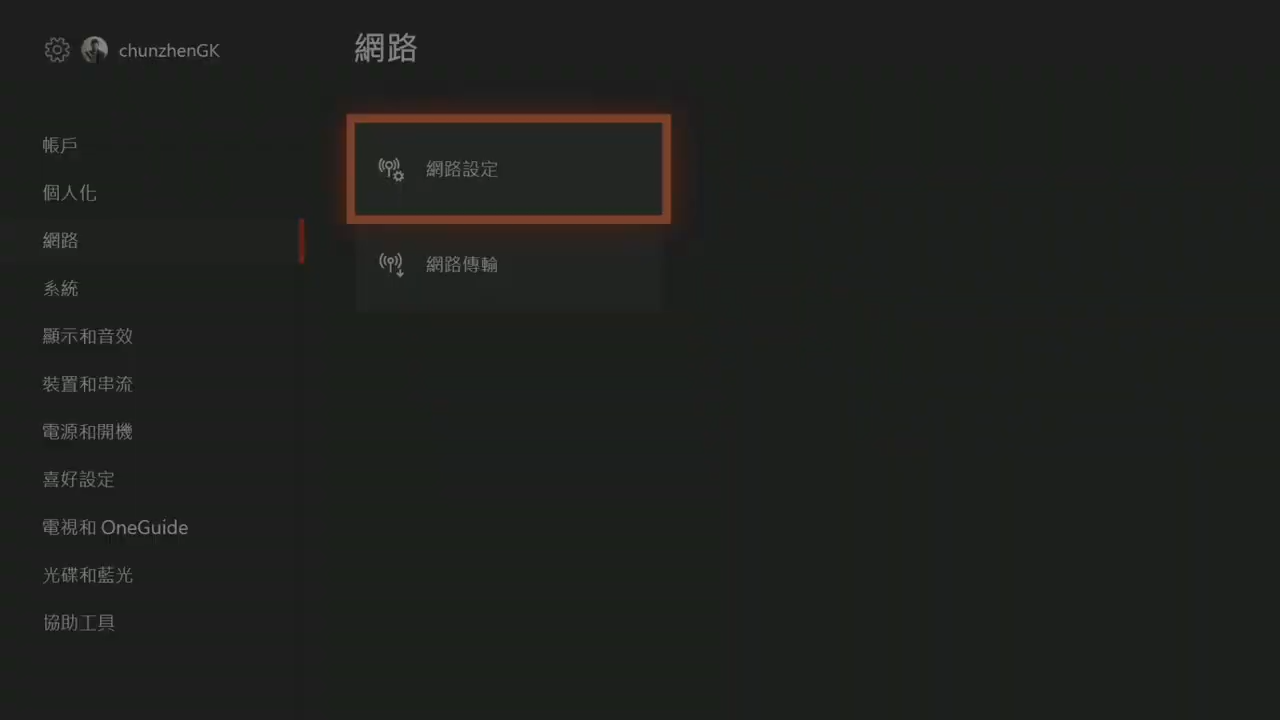 chunzhenGK
帳戶
個人化
網路
系統
顯示和音效
裝置和串流
電源和開機
喜好設定
電視和 OneGuide
光碟和藍光
協助工具
網路
網路設定
網路傳輸